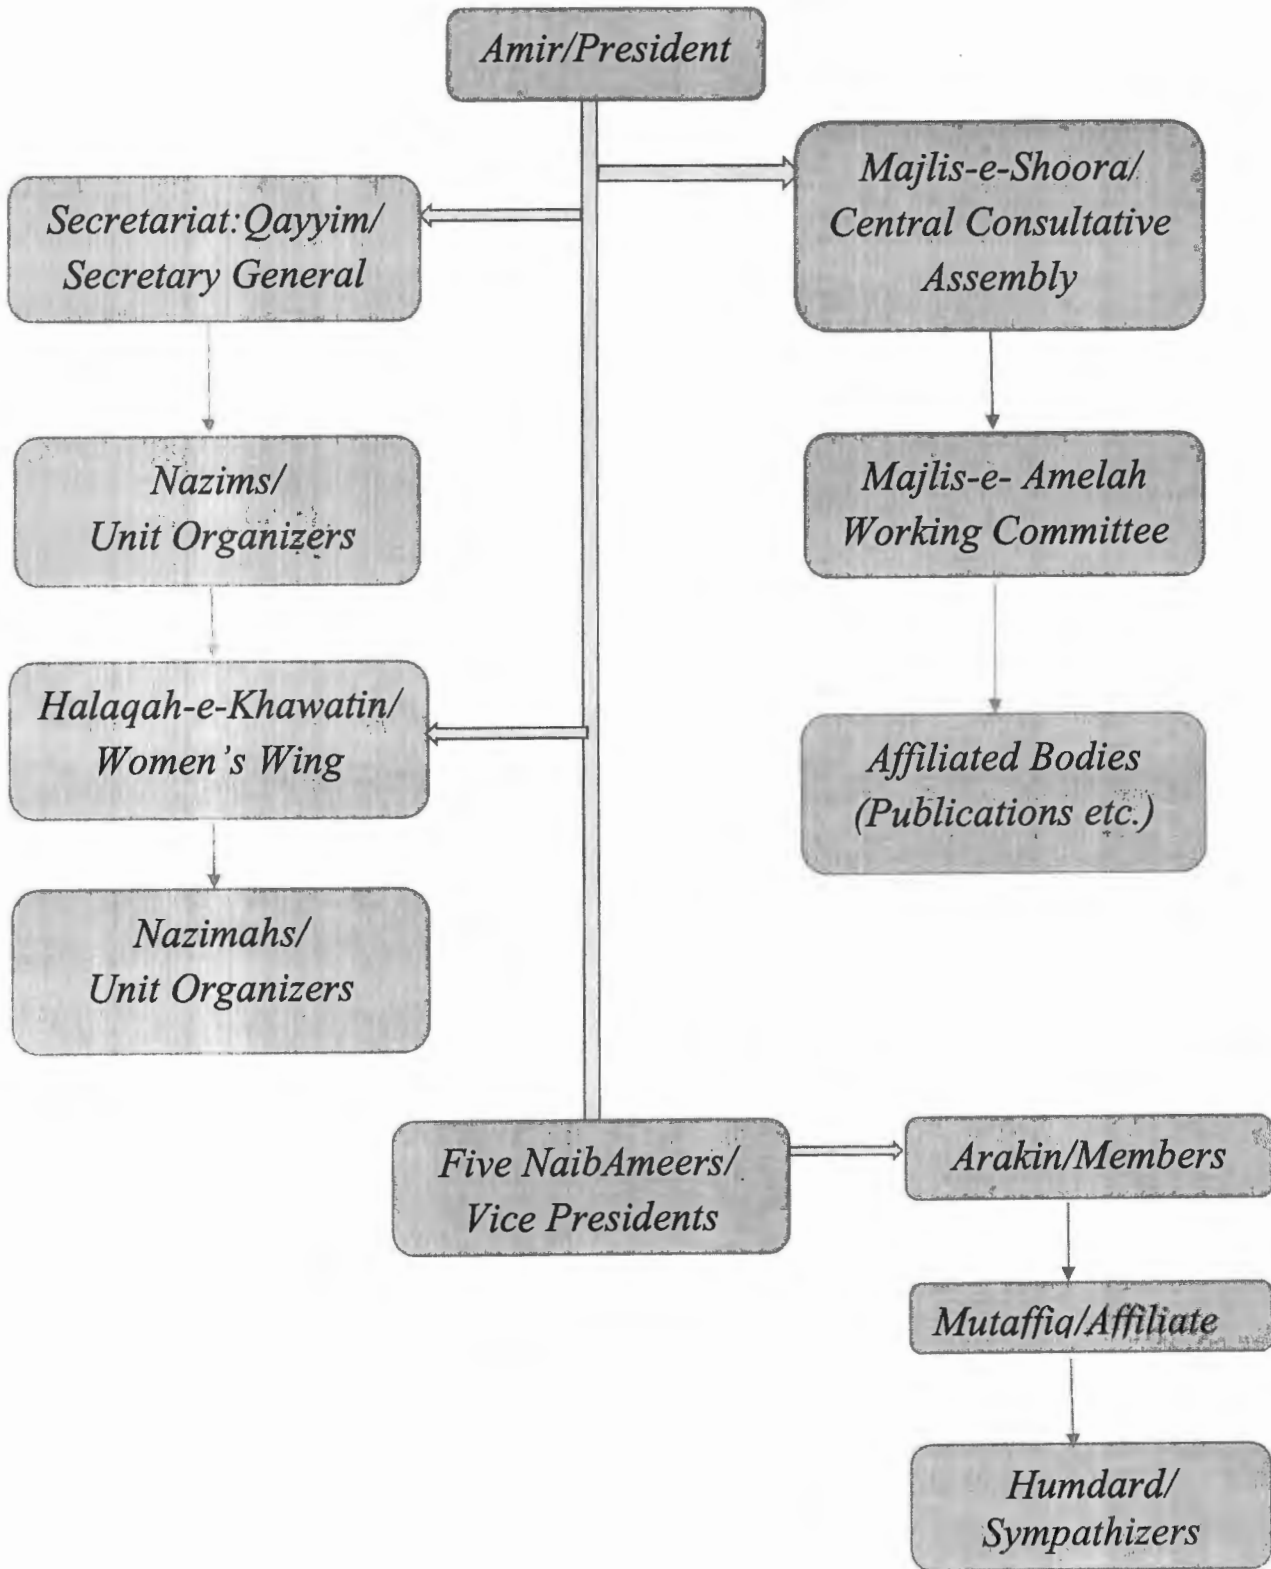 Amir/President
Majlis-e-Shoora/
Central Consultative
Assembly
Secretariat:Qayyim/
Secretary General
Nazims/
Unit Organizers
Majlis-e- Amelah
Working Committee
Halaqah-e-Khawatin/
Women's Wing
Affiliated Bodies
(Publications etc.)
Nazimahs/
Unit Organizers
Five NaibAmeers/
Vice Presidents
Arakin/Members
Mutaffiq/Affiliate
Humdard/
Sympathizers